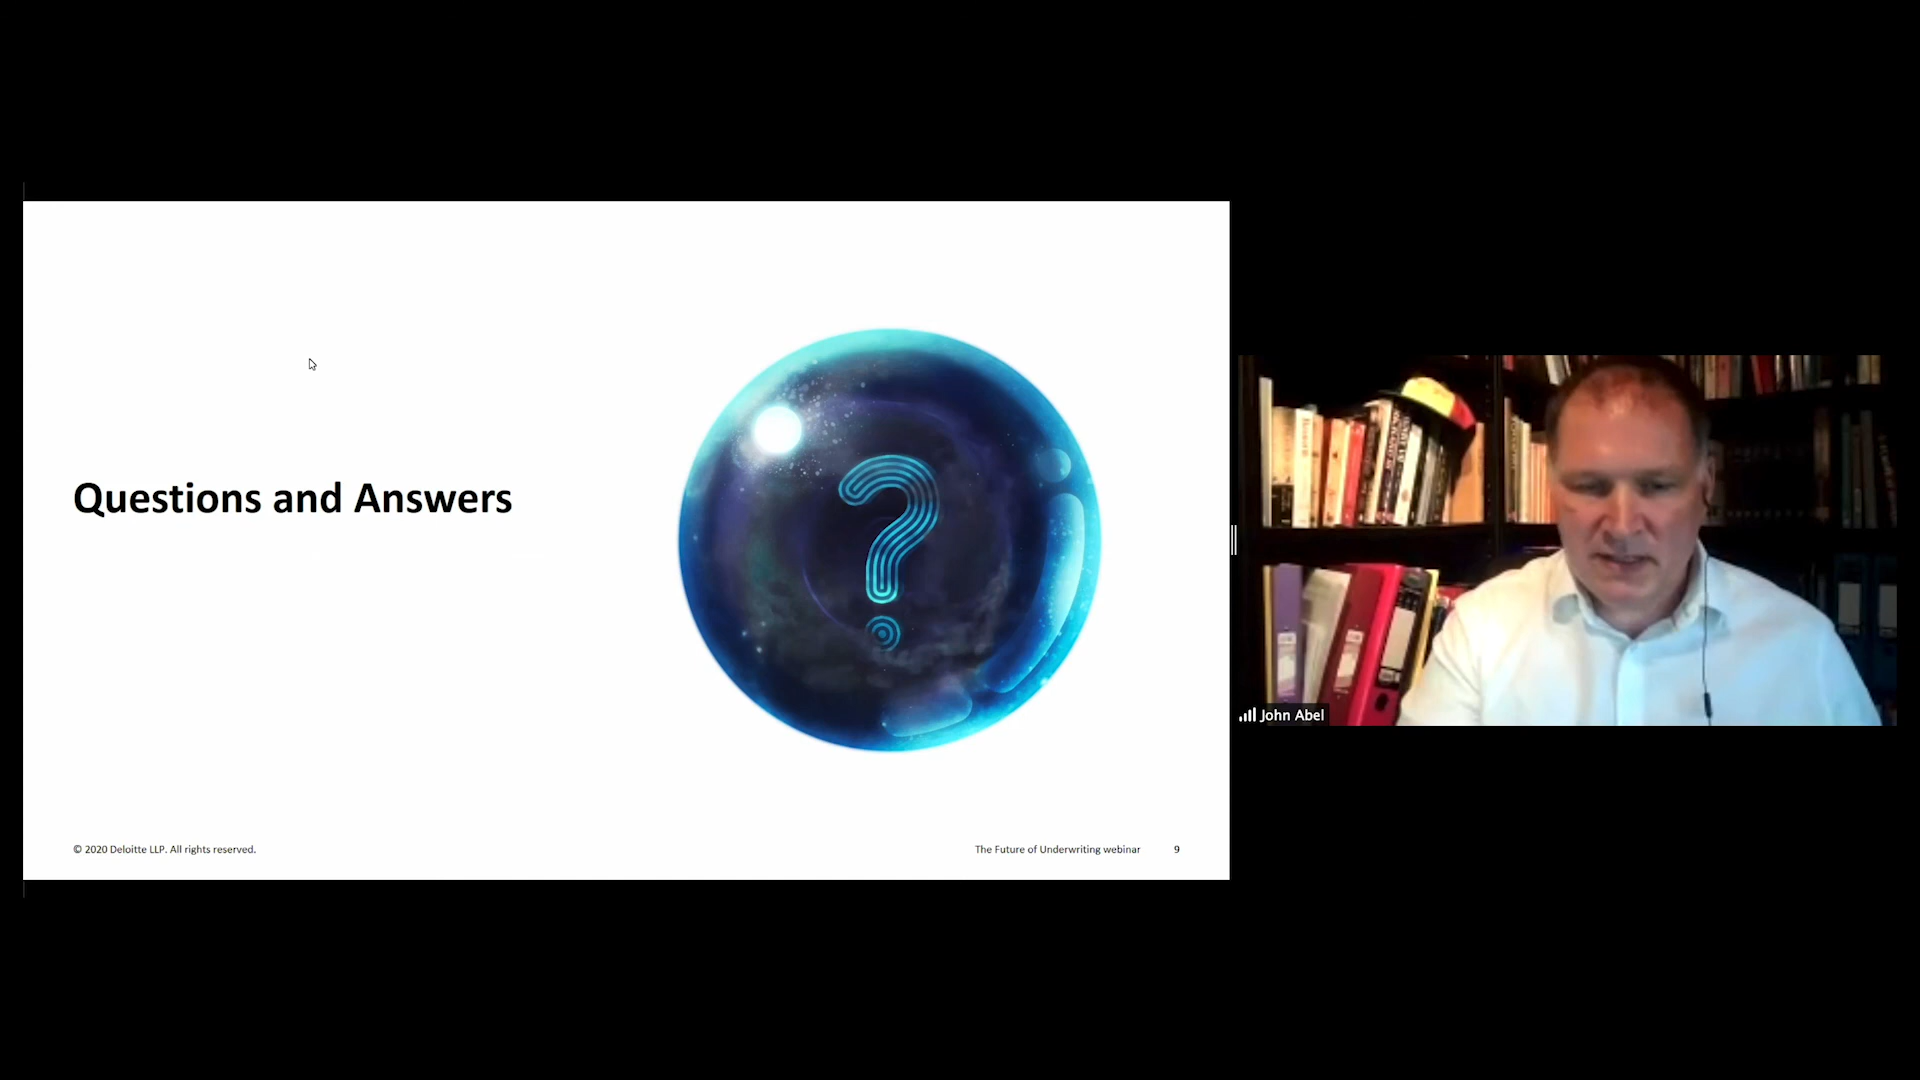 Questions and Answers
© 2020 Deloitte LLP. All rights reserved.
The Future of Underwriting webinar 9
John Abel